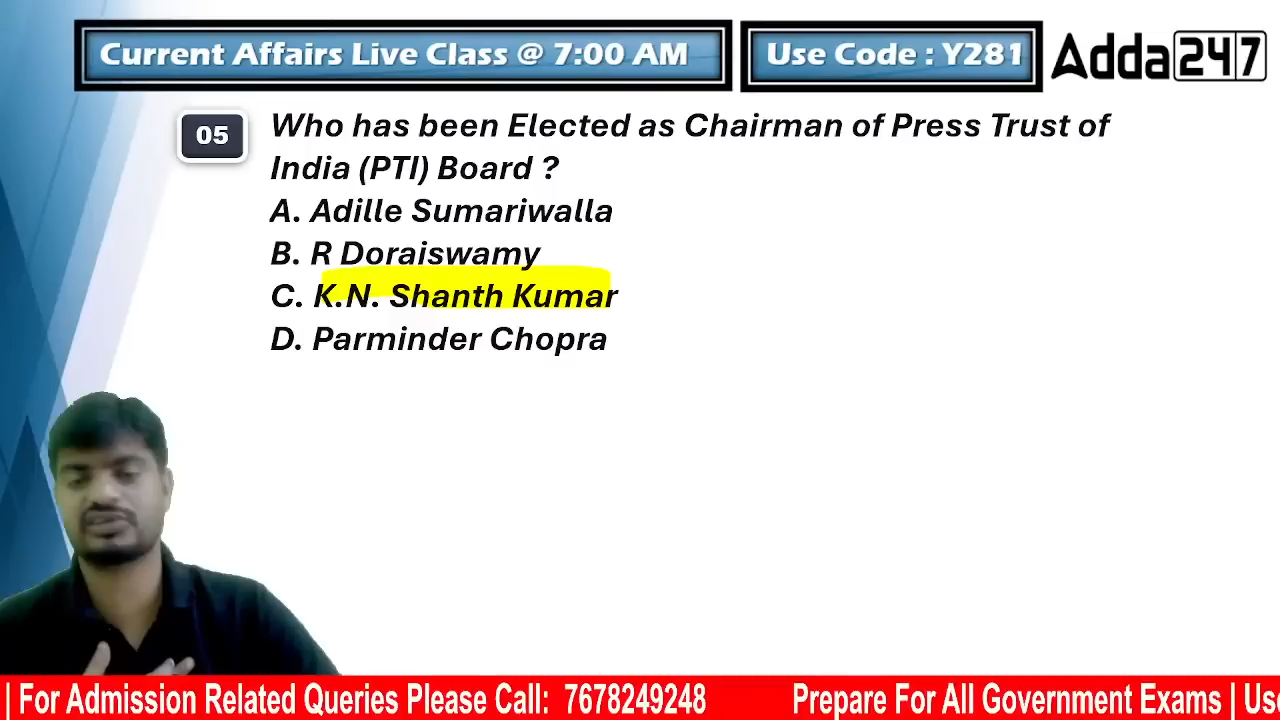 Current Affairs Live Class @ 7:00 AM
Use Code : Y281
Adda247
05
Who has been Elected as Chairman of Press Trust of
India (PTI) Board ?
A. Adille Sumariwalla
B. R Doraiswamy
C. K.N. Shanth Kumar
D. Parminder Chopra
| For Admission Related Queries Please Call: 7678249248 Prepare For All Government Exams | Us